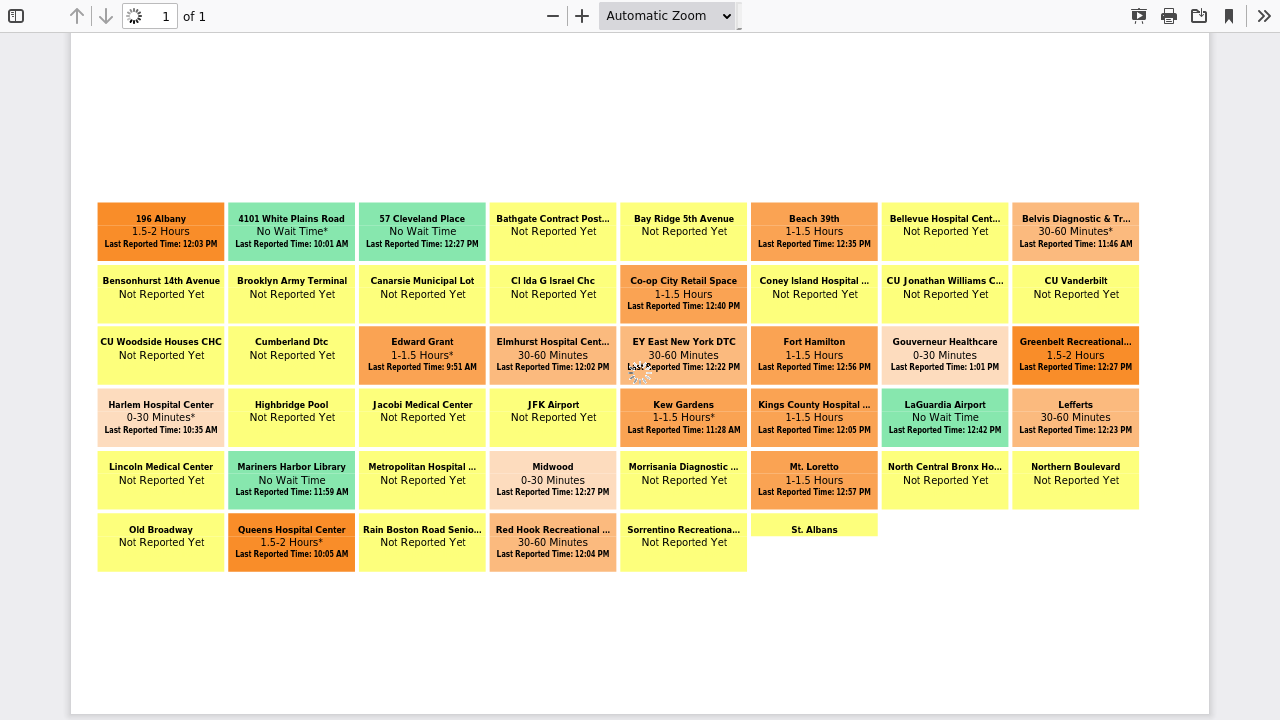 1 of 1 Automatic Zoom
196 Albany
1.5-2 Hours
Last Reported Time: 12:03 PM
4101 White Plains Road
No Wait Time*
Last Reported Time: 10:01 AM
57 Cleveland Place
No Wait Time
Last Reported Time: 12:27 PM
Bathgate Contract Post...
Not Reported Yet
Bay Ridge 5th Avenue
Not Reported Yet
Beach 39th
1-1.5 Hours
Last Reported Time: 12:35 PM
Bellevue Hospital Cent...
Not Reported Yet
Belvis Diagnostic & Tr...
30-60 Minutes*
Last Reported Time: 11:46 AM
Bensonhurst 14th Avenue
Not Reported Yet
Brooklyn Army Terminal
Not Reported Yet
Canarsie Municipal Lot
Not Reported Yet
CI Ida G Israel Chc
Not Reported Yet
Co-op City Retail Space
1-1.5 Hours
Last Reported Time: 12:40 PM
Coney Island Hospital ...
Not Reported Yet
CU Jonathan Williams C...
Not Reported Yet
CU Vanderbilt
Not Reported Yet
CU Woodside Houses CHC
Not Reported Yet
Cumberland Dtc
Not Reported Yet
Edward Grant
1-1.5 Hours*
Last Reported Time: 9:51 AM
Elmhurst Hospital Cent...
30-60 Minutes
Last Reported Time: 12:02 PM
EY East New York DTC
30-60 Minutes
Last Reported Time: 12:22 PM
Fort Hamilton
1-1.5 Hours
Last Reported Time: 12:56 PM
Gouverneur Healthcare
0-30 Minutes
Last Reported Time: 1:01 PM
Greenbelt Recreational...
1.5-2 Hours
Last Reported Time: 12:27 PM
Harlem Hospital Center
0-30 Minutes*
Last Reported Time: 10:35 AM
Highbridge Pool
Not Reported Yet
Jacobi Medical Center
Not Reported Yet
JFK Airport
Not Reported Yet
Kew Gardens
1-1.5 Hours*
Last Reported Time: 11:28 AM
Kings County Hospital ...
1-1.5 Hours
Last Reported Time: 12:05 PM
LaGuardia Airport
No Wait Time
Last Reported Time: 12:42 PM
Lefferts
30-60 Minutes
Last Reported Time: 12:23 PM
Lincoln Medical Center
Not Reported Yet
Mariners Harbor Library
No Wait Time
Last Reported Time: 11:59 AM
Metropolitan Hospital ...
Not Reported Yet
Midwood
0-30 Minutes
Last Reported Time: 12:27 PM
Morrisania Diagnostic ...
Not Reported Yet
Mt. Loretto
1-1.5 Hours
Last Reported Time: 12:57 PM
North Central Bronx Ho...
Not Reported Yet
Northern Boulevard
Not Reported Yet
Old Broadway
Not Reported Yet
Queens Hospital Center
1.5-2 Hours*
Last Reported Time: 10:05 AM
Rain Boston Road Senio...
Not Reported Yet
Red Hook Recreational ...
30-60 Minutes
Last Reported Time: 12:04 PM
Sorrentino Recreationa...
Not Reported Yet
St. Albans